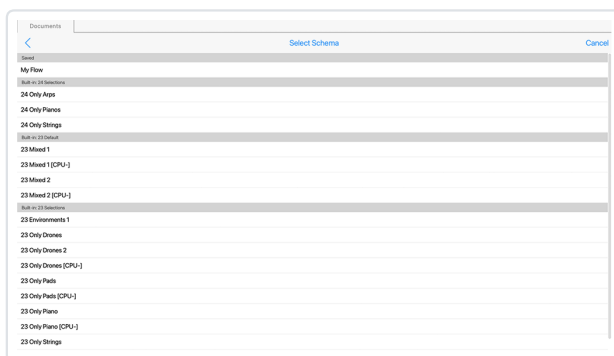 Documents
Select Schema
Cancel
Saved
My Flow
Built-in: 24 Selections
24 Only Arps
24 Only Pianos
24 Only Strings
Built-in: 23 Default
23 Mixed 1
23 Mixed 1 [CPU-]
23 Mixed 2
23 Mixed 2 [CPU-]
Built-in: 23 Selections
23 Environments 1
23 Only Drones
23 Only Drones 2
23 Only Drones [CPU-]
23 Only Pads
23 Only Pads [CPU-]
23 Only Piano
23 Only Piano [CPU-]
23 Only Strings